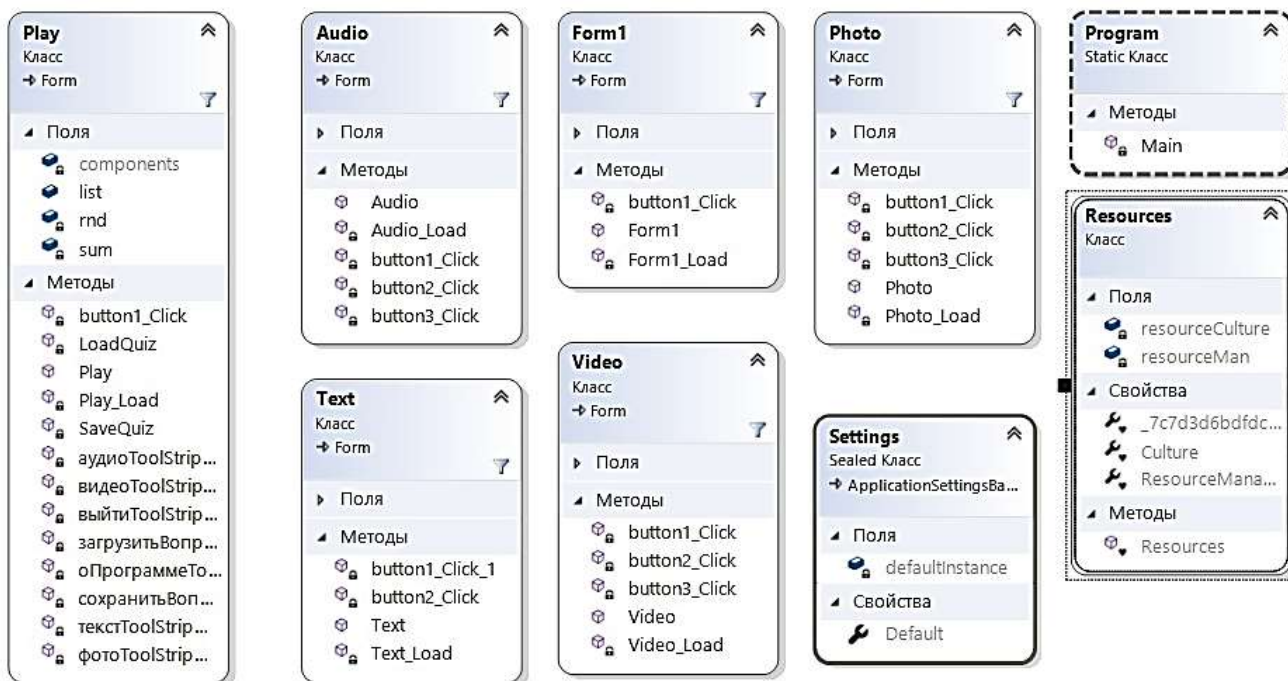 Play
Класс
Form
Поля
components
list
rnd
sum
Методы
button1_Click
LoadQuiz
Play
Play_Load
SaveQuiz
аудиоToolStrip...
видеоToolStrip...
выйтиToolStrip...
загрузитьВопр...
оПрограммеTo...
сохранитьВоп...
текстToolStrip...
фотоToolStrip...
Audio
Класс
Form
Поля
Методы
Audio
Audio_Load
button1_Click
button2_Click
button3_Click
Text
Класс
Form
Поля
Методы
button1_Click_1
button2_Click
Text
Text_Load
Form1
Класс
Form
Поля
Методы
button1_Click
Form1
Form1_Load
Video
Класс
Form
Поля
Методы
button1_Click
button2_Click
button3_Click
Video
Video_Load
Photo
Класс
Form
Поля
Методы
button1_Click
button2_Click
button3_Click
Photo
Photo_Load
Settings
Sealed Класс
ApplicationSettingsBa...
Поля
defaultInstance
Свойства
Default
Program
Static Класс
Методы
Main
Resources
Класс
Поля
resourceCulture
resourceMan
Свойства
_7c7d3d6bdfdc...
Culture
ResourceMana...
Методы
Resources